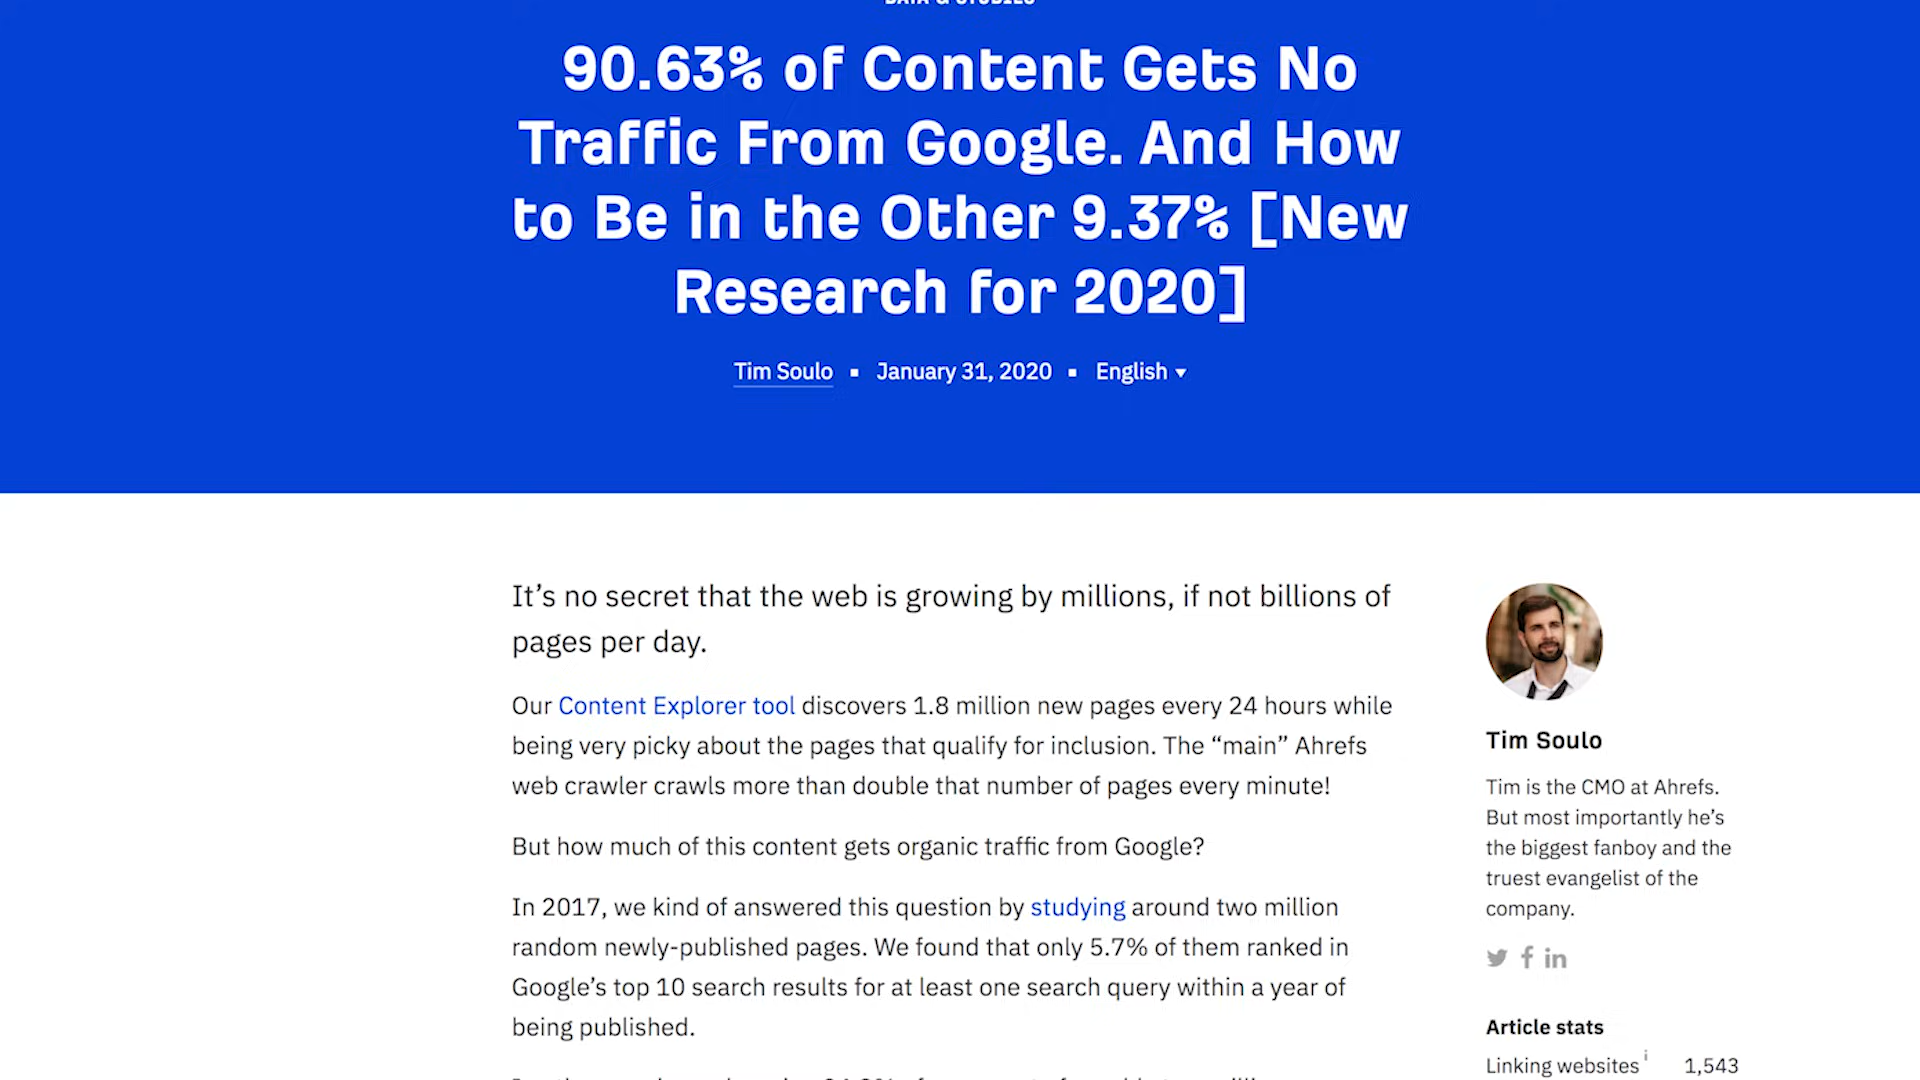 DATA & STUDIES
90.63% of Content Gets No
Traffic From Google. And How
to Be in the Other 9.37% [New
Research for 2020]
Tim Soulo ▪ January 31, 2020 ▪ English ▾
It’s no secret that the web is growing by millions, if not billions of
pages per day.
Our Content Explorer tool discovers 1.8 million new pages every 24 hours while
being very picky about the pages that qualify for inclusion. The “main” Ahrefs
web crawler crawls more than double that number of pages every minute!
But how much of this content gets organic traffic from Google?
In 2017, we kind of answered this question by studying around two million
random newly-published pages. We found that only 5.7% of them ranked in
Google’s top 10 search results for at least one search query within a year of
being published.
Tim Soulo
Tim is the CMO at Ahrefs.
But most importantly he’s
the biggest fanboy and the
truest evangelist of the
company.
Article stats
Linking websites i 1,543